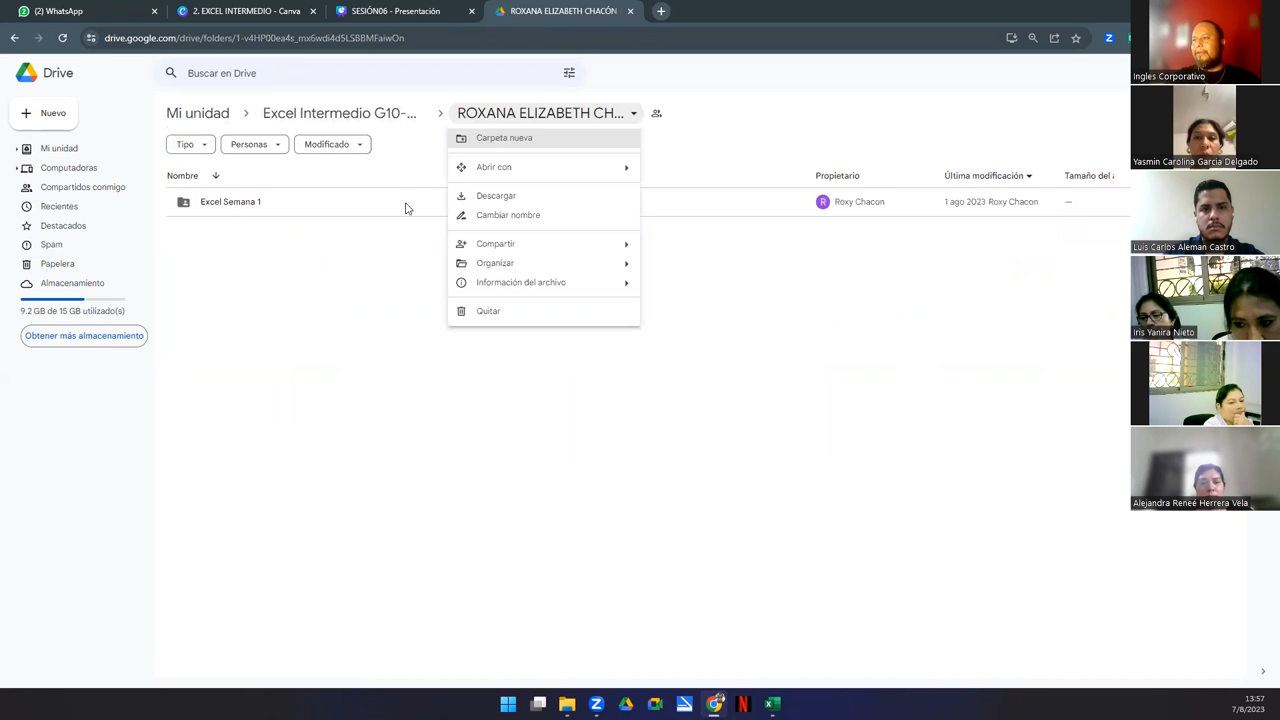 (2) WhatsApp
2. EXCEL INTERMEDIO - Canva
SESIÓN06 - Presentación
ROXANA ELIZABETH CHACÓN
drive.google.com/drive/folders/1-v4HP00ea4s_mx6wdi4d5LSBBMFaiwOn
Drive
Buscar en Drive
Nuevo
Mi unidad
Computadoras
Compartidos conmigo
Recientes
Destacados
Spam
Papelera
Almacenamiento
9.2 GB de 15 GB utilizado(s)
Obtener más almacenamiento
Mi unidad > Excel Intermedio G10-... > ROXANA ELIZABETH CH...
Tipo
Personas
Modificado
Nombre
Propietario
Última modificación
Tamaño del a
Excel Semana 1
R
Roxy Chacon
1 ago 2023 Roxy Chacon
—
Carpeta nueva
Abrir con
Descargar
Cambiar nombre
Compartir
Organizar
Información del archivo
Quitar
Ingles Corporativo
Yasmin Carolina Garcia Delgado
Luis Carlos Aleman Castro
Iris Yanira Nieto
Alejandra Reneé Herrera Vela
N
13:57
7/8/2023